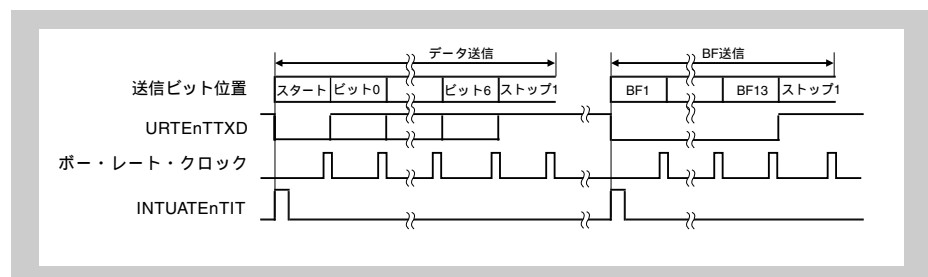 データ送信 BF送信
送信ビット位置 スタート ビット0 ビット6 ストップ1 BF1 BF13 ストップ1
URTEnTTXD
ボー・レート・クロック
INTUATEnTIT